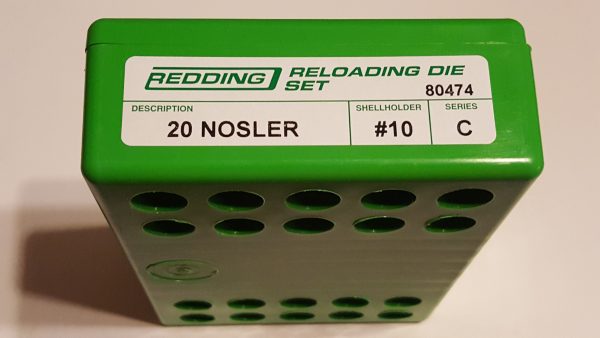 REDDING RELOADING DIE
SET
80474
DESCRIPTION SHELLHOLDER SERIES
20 NOSLER #10 C